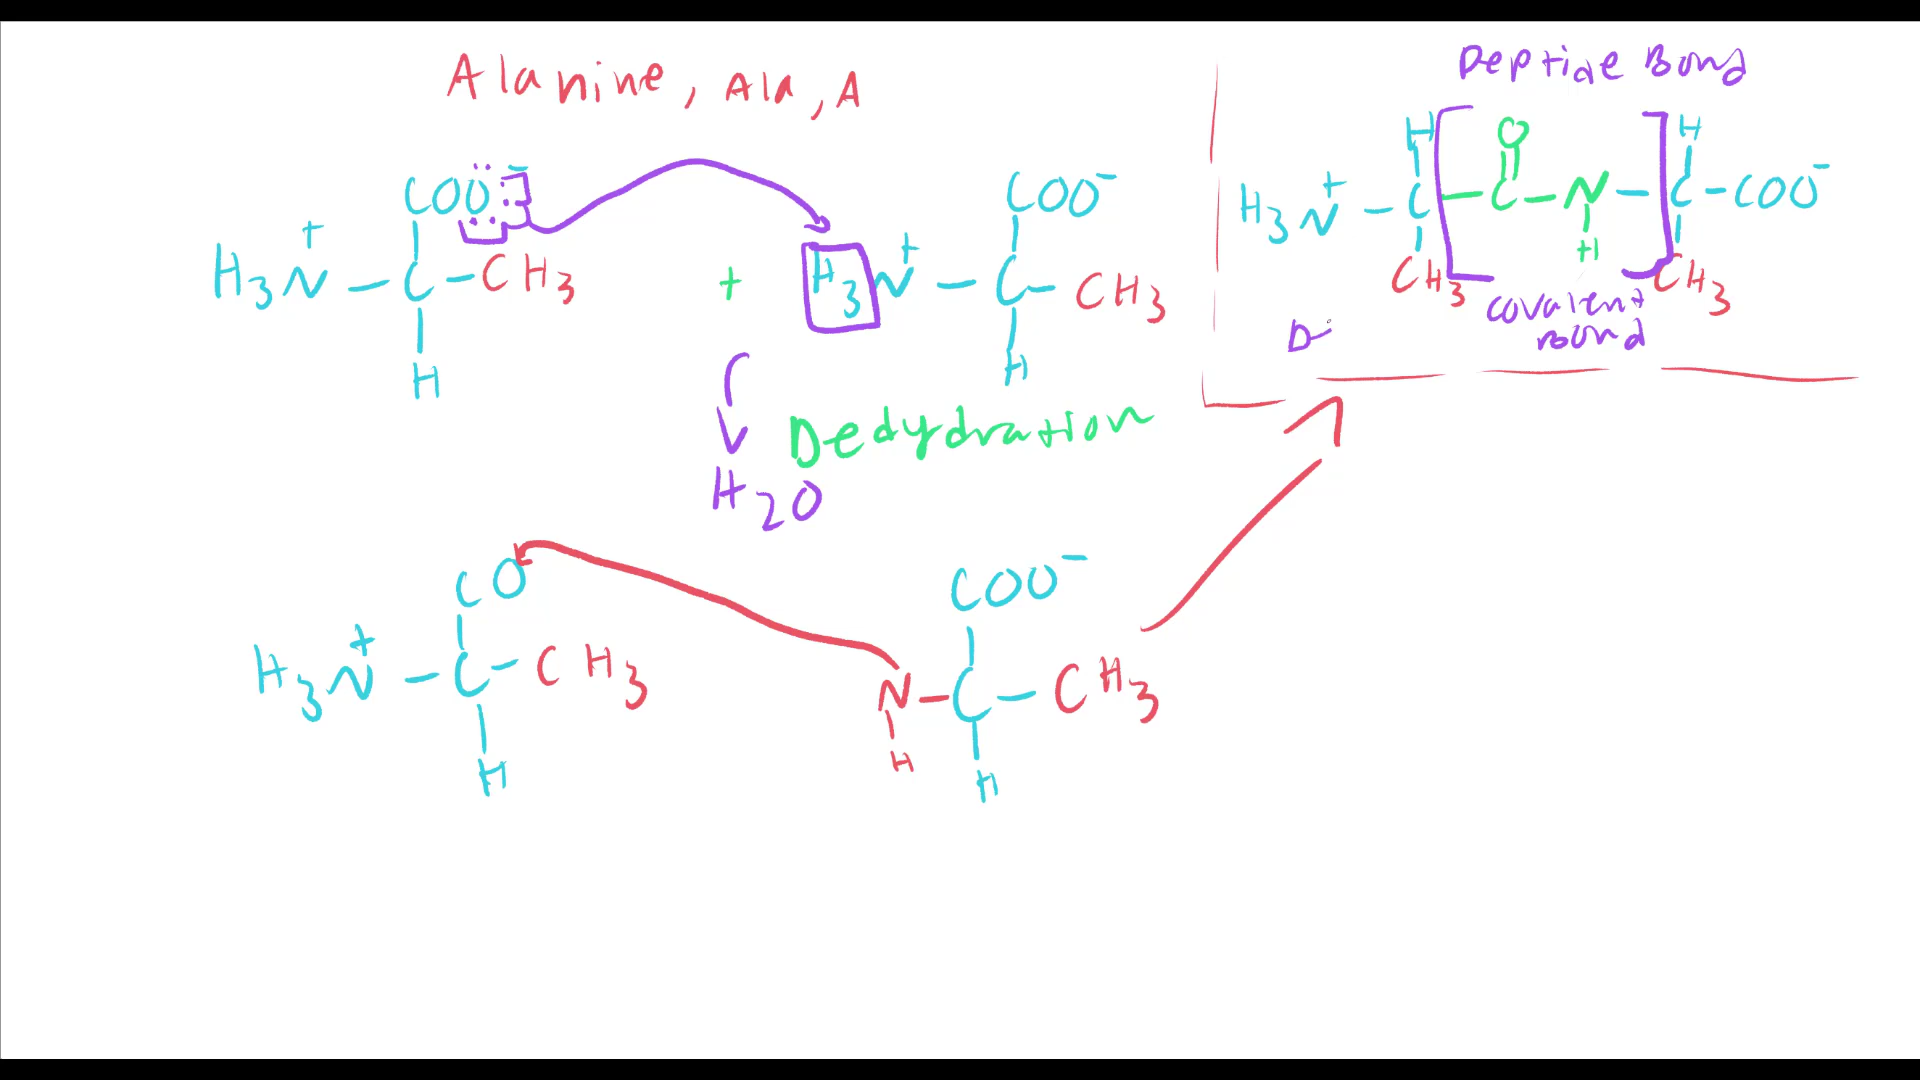 Alanine, Ala, A
Peptide Bond
H O H
H3N+ – C – C – N – C – COO−
CH3 H CH3
covalent
Bond
Di
COO− COO−
H3N+ – C – CH3 + H3N+ – C – CH3
H H
Dedydration
H2O
CO COO−
H3N+ – C – CH3 N – C – CH3
H H H